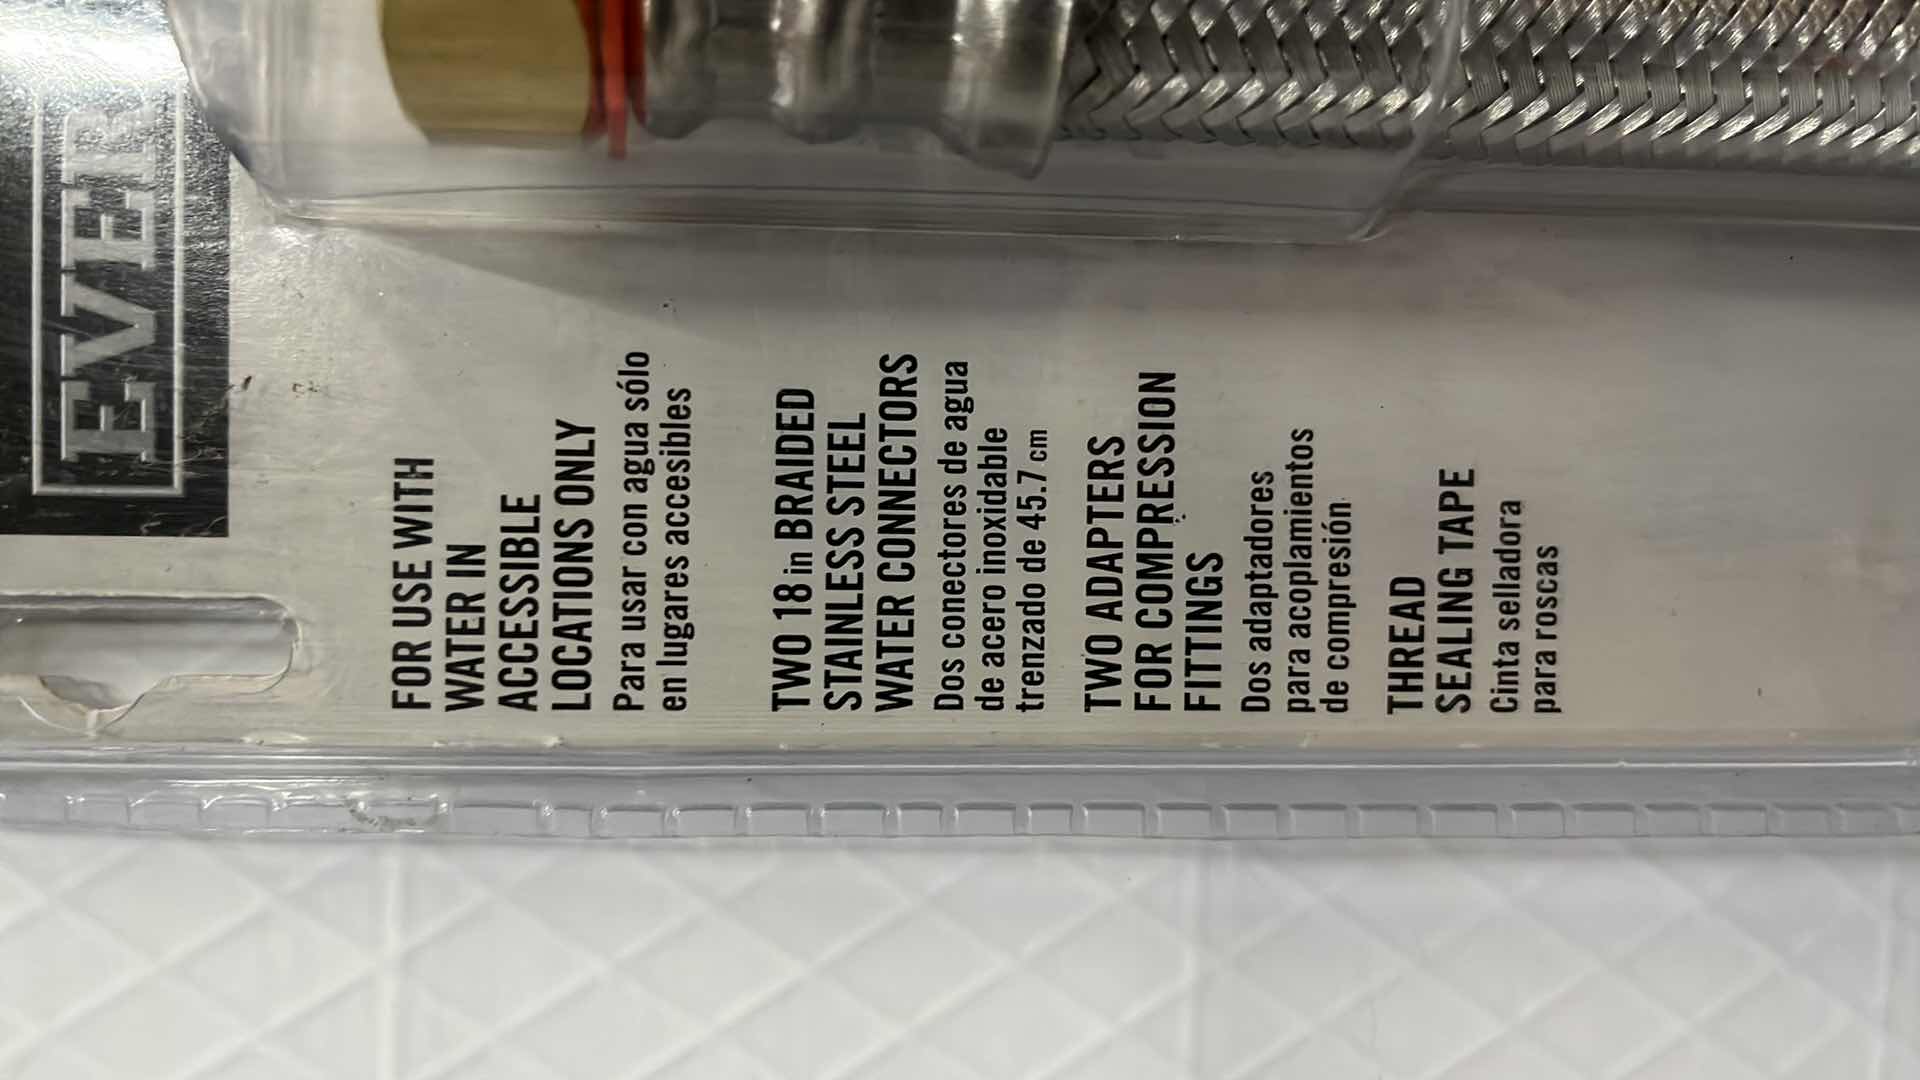 EVER
FOR USE WITH
WATER IN
ACCESSIBLE
LOCATIONS ONLY
Para usar con agua sólo
en lugares accesibles
TWO 18 in BRAIDED
STAINLESS STEEL
WATER CONNECTORS
Dos conectores de agua
de acero inoxidable
trenzado de 45.7 cm
TWO ADAPTERS
FOR COMPRESSION
FITTINGS
Dos adaptadores
para acoplamientos
de compresión
THREAD
SEALING TAPE
Cinta selladora
para roscas